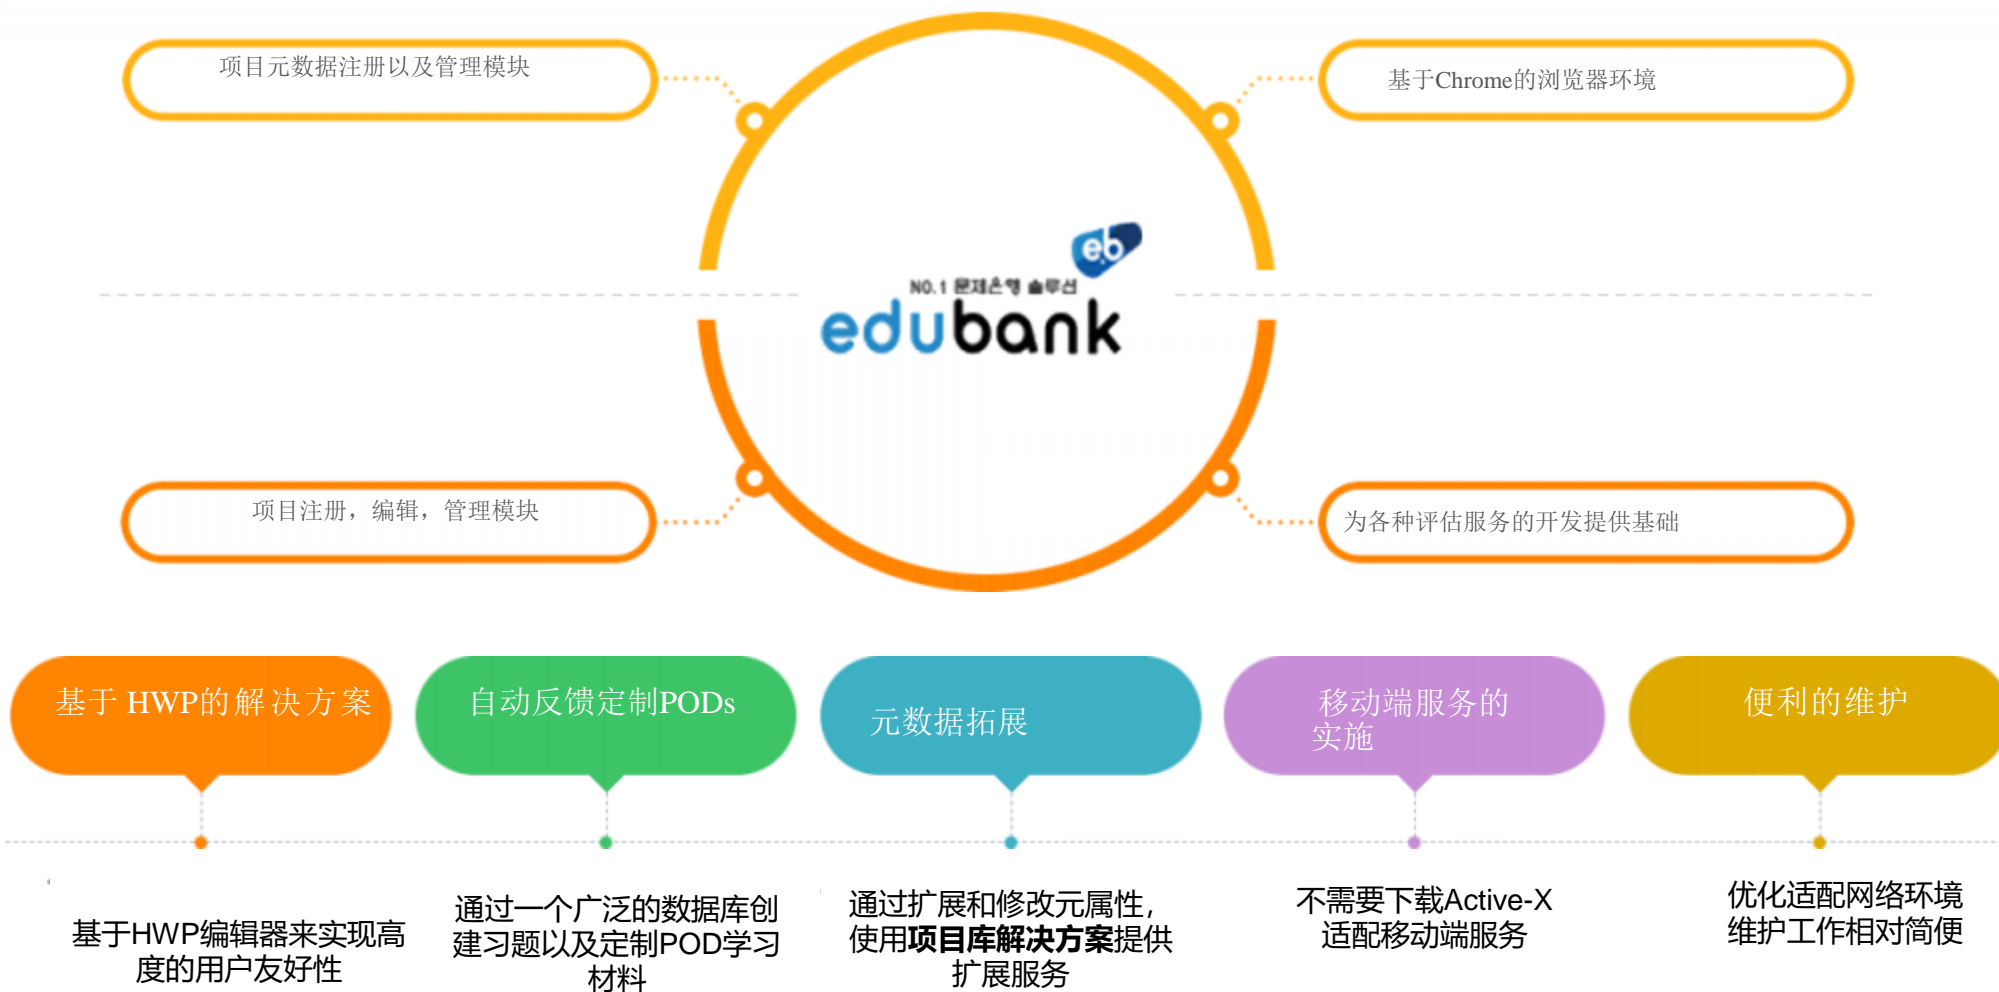 项目元数据注册以及管理模块
基于Chrome的浏览器环境
eb
NO.1 문제은행 솔루션
edubank
项目注册，编辑，管理模块
为各种评估服务的开发提供基础
基于 HWP的解决方案
自动反馈定制PODs
元数据拓展
移动端服务的
实施
便利的维护
基于HWP编辑器来实现高
度的用户友好性
通过一个广泛的数据库创
建习题以及定制POD学习
材料
通过扩展和修改元属性，
使用项目库解决方案提供
扩展服务
不需要下载Active-X
适配移动端服务
优化适配网络环境
维护工作相对简便